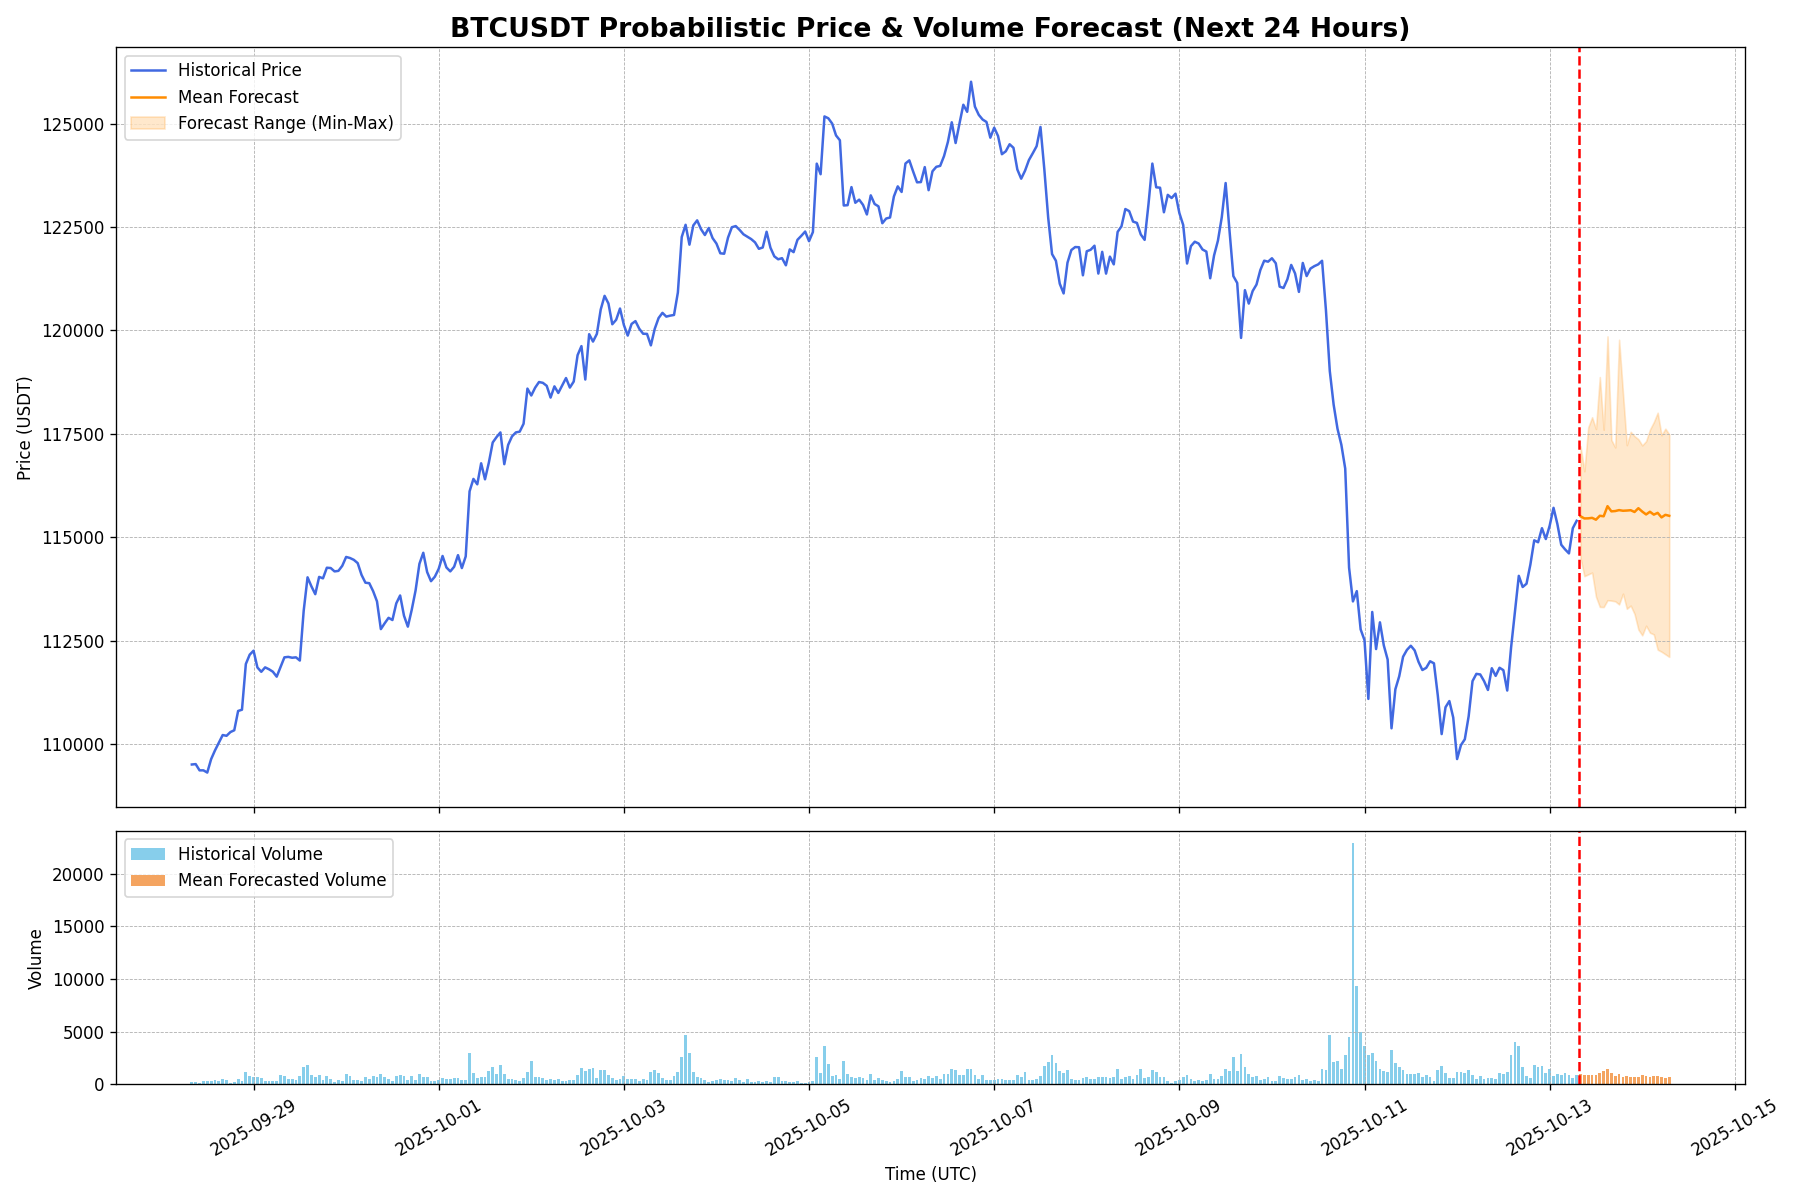 BTCUSDT Probabilistic Price & Volume Forecast (Next 24 Hours)
Historical Price
Mean Forecast
Forecast Range (Min-Max)
Price (USDT)
125000
122500
120000
117500
115000
112500
110000
Historical Volume
Mean Forecasted Volume
Volume
20000
15000
10000
5000
0
2025-09-29
2025-10-01
2025-10-03
2025-10-05
2025-10-07
2025-10-09
2025-10-11
2025-10-13
2025-10-15
Time (UTC)